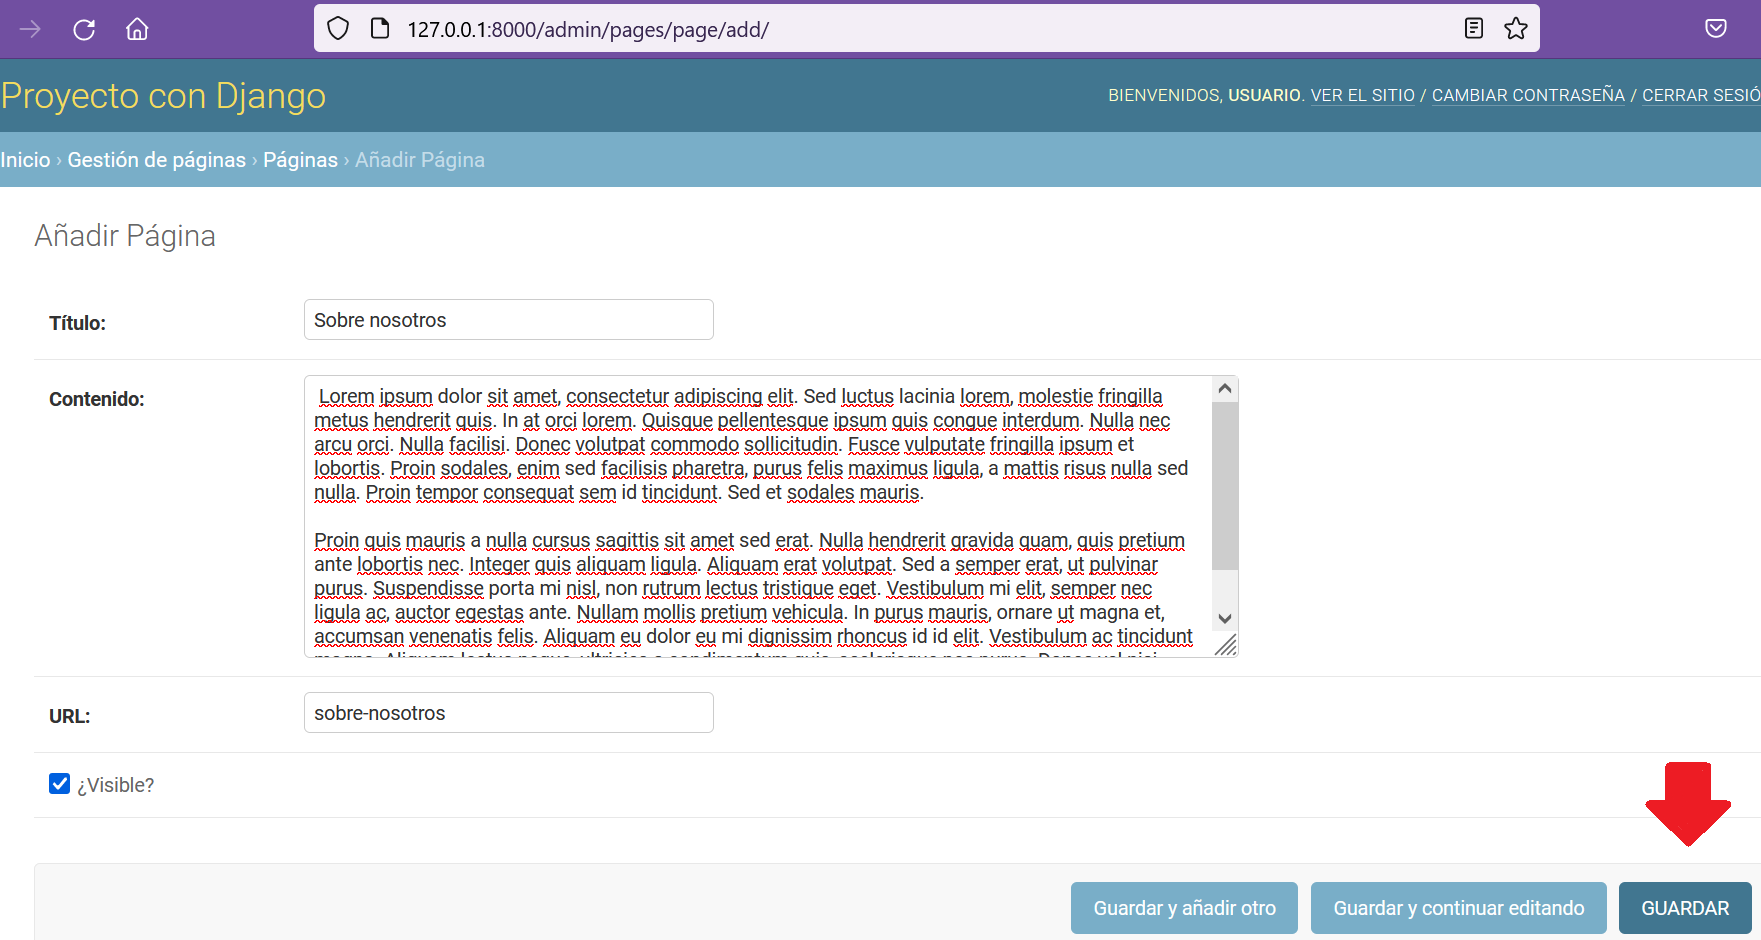 127.0.0.1:8000/admin/pages/page/add/
Proyecto con Django
BIENVENIDOS, USUARIO. VER EL SITIO / CAMBIAR CONTRASEÑA / CERRAR SESIÓ
Inicio › Gestión de páginas › Páginas › Añadir Página
Añadir Página
Título:
Sobre nosotros
Contenido:
Lorem ipsum dolor sit amet, consectetur adipiscing elit. Sed luctus lacinia lorem, molestie fringilla
metus hendrerit quis. In at orci lorem. Quisque pellentesque ipsum quis congue interdum. Nulla nec
arcu orci. Nulla facilisi. Donec volutpat commodo sollicitudin. Fusce vulputate fringilla ipsum et
lobortis. Proin sodales, enim sed facilisis pharetra, purus felis maximus ligula, a mattis risus nulla sed
nulla. Proin tempor consequat sem id tincidunt. Sed et sodales mauris.
Proin quis mauris a nulla cursus sagittis sit amet sed erat. Nulla hendrerit gravida quam, quis pretium
ante lobortis nec. Integer quis aliquam ligula. Aliquam erat volutpat. Sed a semper erat, ut pulvinar
purus. Suspendisse porta mi nisl, non rutrum lectus tristique eget. Vestibulum mi elit, semper nec
ligula ac, auctor egestas ante. Nullam mollis pretium vehicula. In purus mauris, ornare ut magna et,
accumsan venenatis felis. Aliquam eu dolor eu mi dignissim rhoncus id id elit. Vestibulum ac tincidunt
URL:
sobre-nosotros
¿Visible?
Guardar y añadir otro
Guardar y continuar editando
GUARDAR